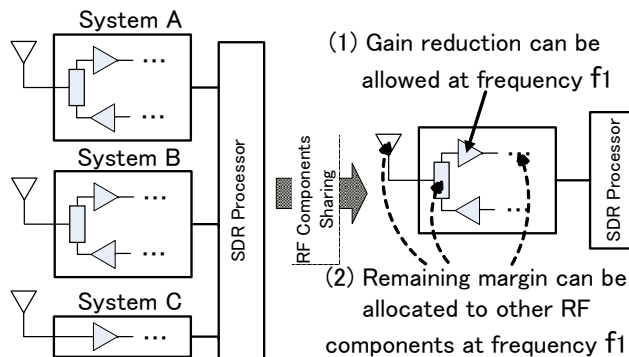 System A
System B
System C
SDR Processor
RF Components
Sharing
(1) Gain reduction can be
allowed at frequency f1
SDR Processor
(2) Remaining margin can be
allocated to other RF
components at frequency f1